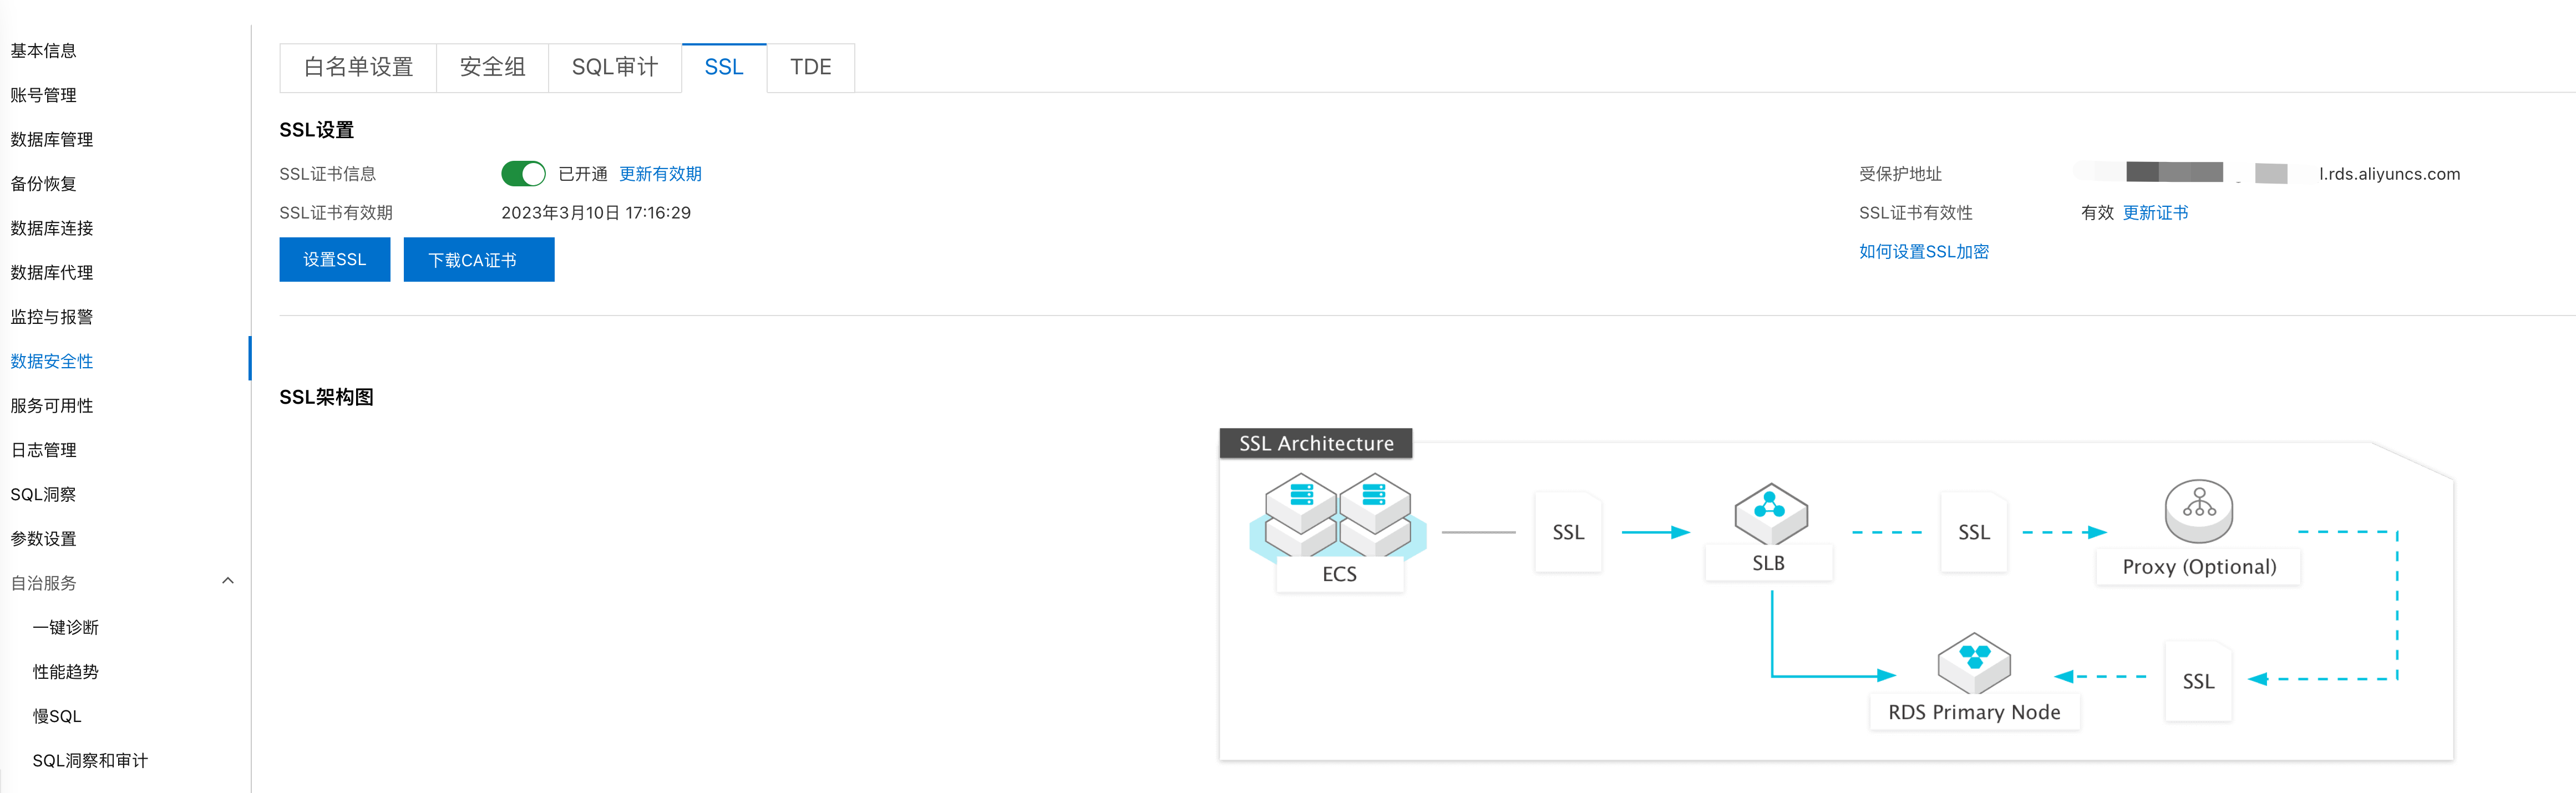 基本信息
账号管理
数据库管理
备份恢复
数据库连接
数据库代理
监控与报警
数据安全性
服务可用性
日志管理
SQL洞察
参数设置
自治服务
一键诊断
性能趋势
慢SQL
SQL洞察和审计
白名单设置 安全组 SQL审计 SSL TDE
SSL设置
SSL证书信息 已开通 更新有效期 受保护地址 l.rds.aliyuncs.com
SSL证书有效期 2023年3月10日 17:16:29 SSL证书有效性 有效 更新证书
设置SSL 下载CA证书 如何设置SSL加密
SSL架构图
SSL Architecture
ECS SSL SLB SSL Proxy (Optional)
RDS Primary Node SSL